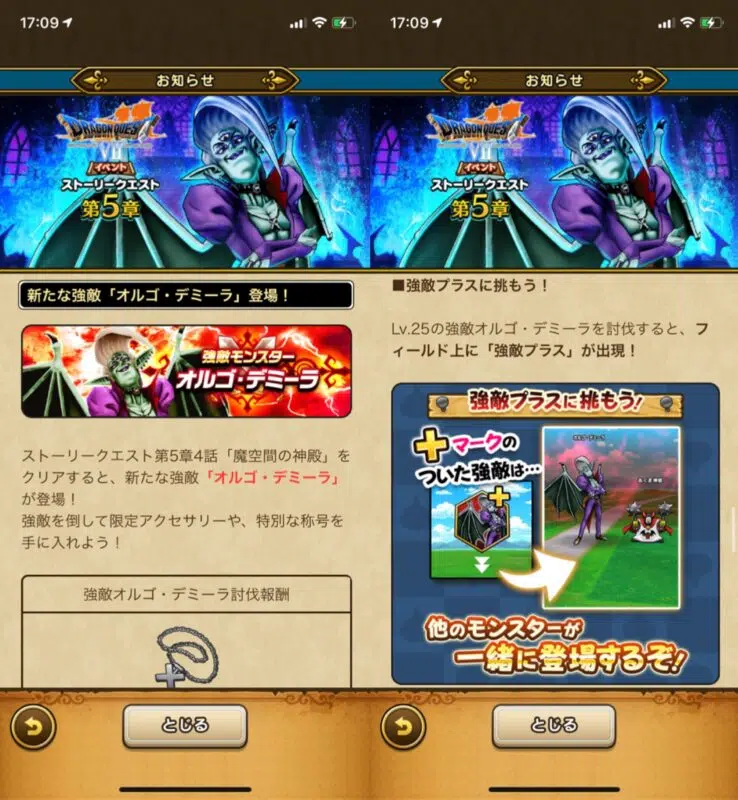 17:09
お知らせ
DRAGON QUEST
VII
イベント
ストーリークエスト
第5章
新たな強敵「オルゴ・デミーラ」登場！
強敵モンスター
オルゴ・デミーラ
ストーリークエスト第5章4話「魔空間の神殿」を
クリアすると、新たな強敵「オルゴ・デミーラ」
が登場！
強敵を倒して限定アクセサリーや、特別な称号を
手に入れよう！
強敵オルゴ・デミーラ討伐報酬
とじる
17:09
お知らせ
DRAGON QUEST
VII
イベント
ストーリークエスト
第5章
■強敵プラスに挑もう！
Lv.25の強敵オルゴ・デミーラを討伐すると、フ
ィールド上に「強敵プラス」が出現！
強敵プラスに挑もう!
+マークの
ついた強敵は…
オルゴ・デミーラ
あくま神官
他のモンスターが
一緒に登場するぞ!
とじる